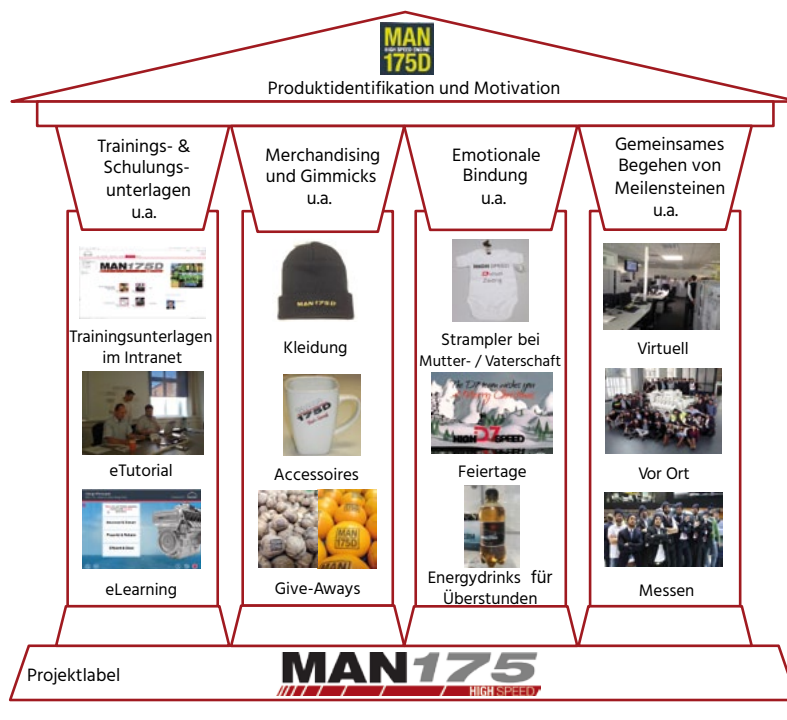 MAN
HIGH SPEED ENGINE
175D
Produktidentifikation und Motivation
Trainings- &
Schulungs-
unterlagen
u.a.
Merchandising
und Gimmicks
u.a.
Emotionale
Bindung
u.a.
Gemeinsames
Begehen von
Meilensteinen
u.a.
MAN175D
Trainingsunterlagen
im Intranet
eTutorial
eLearning
MAN175D
Kleidung
175D
Accessoires
MAN
175D
Give-Aways
HIGH SPEED
Strampler bei
Mutter- / Vaterschaft
The D7 team wishes you
a Merry Christmas
HIGH D7 SPEED
Feiertage
Energydrinks für
Überstunden
Virtuell
Vor Ort
Messen
Projektlabel
MAN175
HIGH SPEED